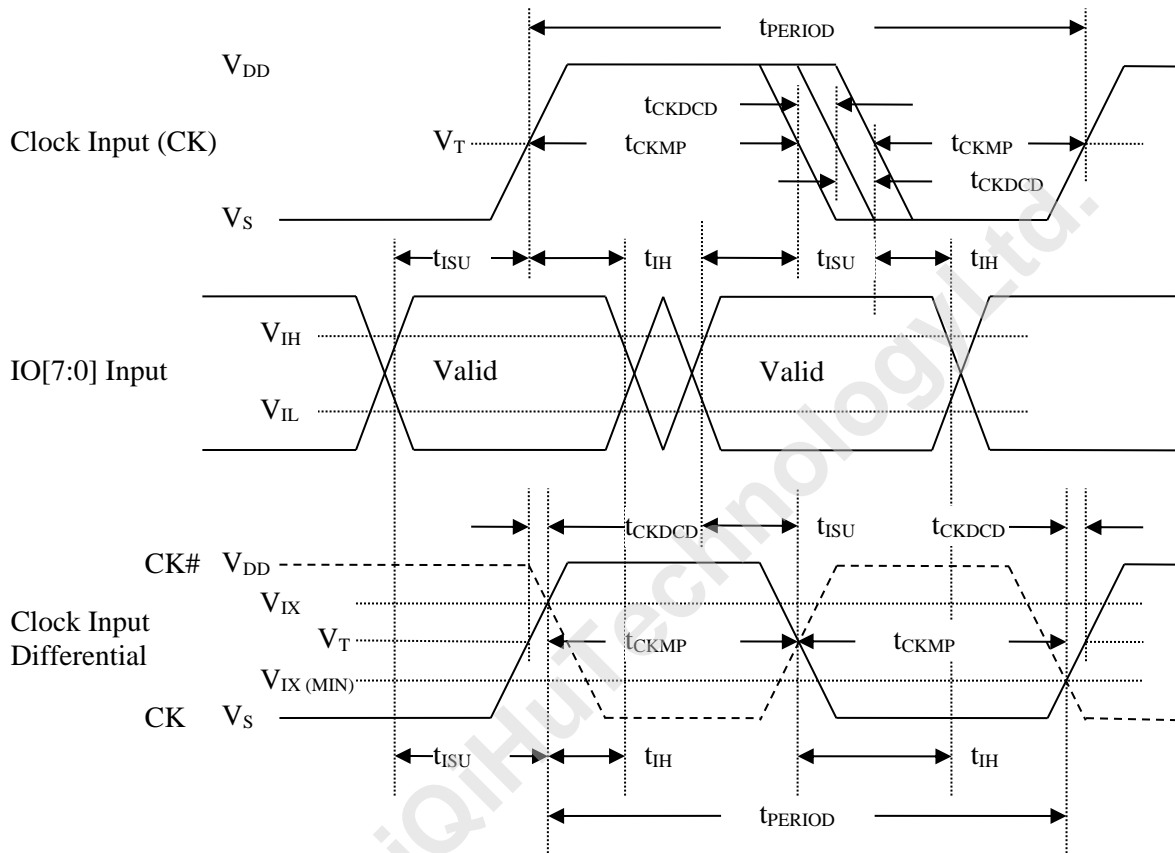 tPERIOD
VDD
tCKDCD
Clock Input (CK)
VT
tCKMP
tCKMP
tCKDCD
VS
tISU
tIH
tISU
tIH
VIH
IO[7:0] Input
Valid
Valid
VIL
tCKDCD
tISU
tCKDCD
CK#
VDD
VIX
Clock Input
Differential
VT
tCKMP
tCKMP
VIX (MIN)
CK
VS
tISU
tIH
tIH
tPERIOD
iQiHuTechnologyLtd.